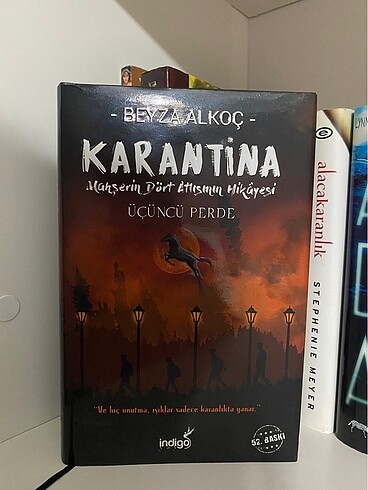 - BEYZA ALKOÇ -
KARANTİNA
Mahşerin Dört Atlısının Hikâyesi
ÜÇÜNCÜ PERDE
"Ve hiç unutma, ışıklar sadece karanlıkta yanar."
indigo
52. BASKI
alacakaranlık
STEPHENIE MEYER